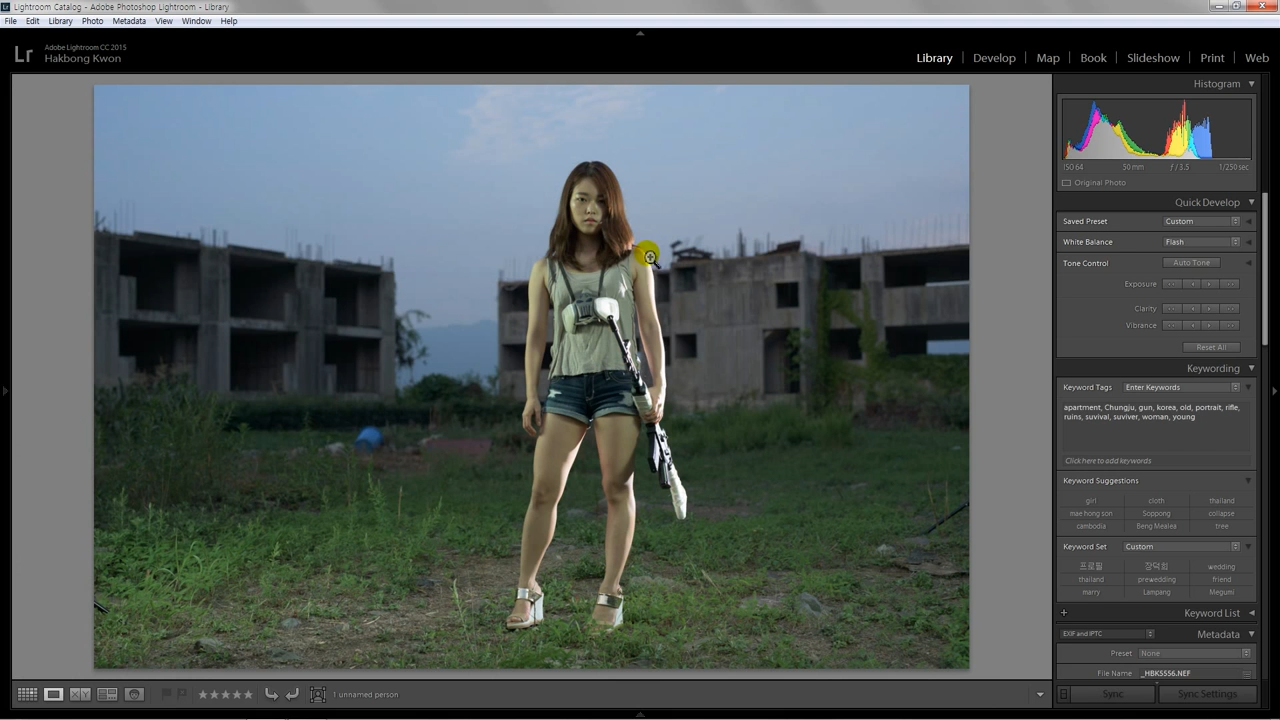 Lightroom Catalog - Adobe Photoshop Lightroom - Library
File Edit Library Photo Metadata View Window Help
Lr
Adobe Lightroom CC 2015
Hakbong Kwon
Library | Develop | Map | Book | Slideshow | Print | Web
Histogram
ISO 64 50 mm ƒ / 3.5 1/250 sec
Original Photo
Quick Develop
Saved Preset Custom
White Balance Flash
Tone Control Auto Tone
Exposure
Clarity
Vibrance
Reset All
Keywording
Keyword Tags Enter Keywords
apartment, Chungju, gun, korea, old, portrait, rifle,
ruins, suvival, suviver, woman, young
Click here to add keywords
Keyword Suggestions
girl cloth thailand
mae hong son Soppong collapse
cambodia Beng Mealea tree
Keyword Set Custom
프로필 장덕희 wedding
thailand prewedding friend
marry Lampang Megumi
Keyword List
EXIF and IPTC Metadata
Preset None
File Name _HBK5556.NEF
X Y
1 unnamed person
Sync Sync Settings